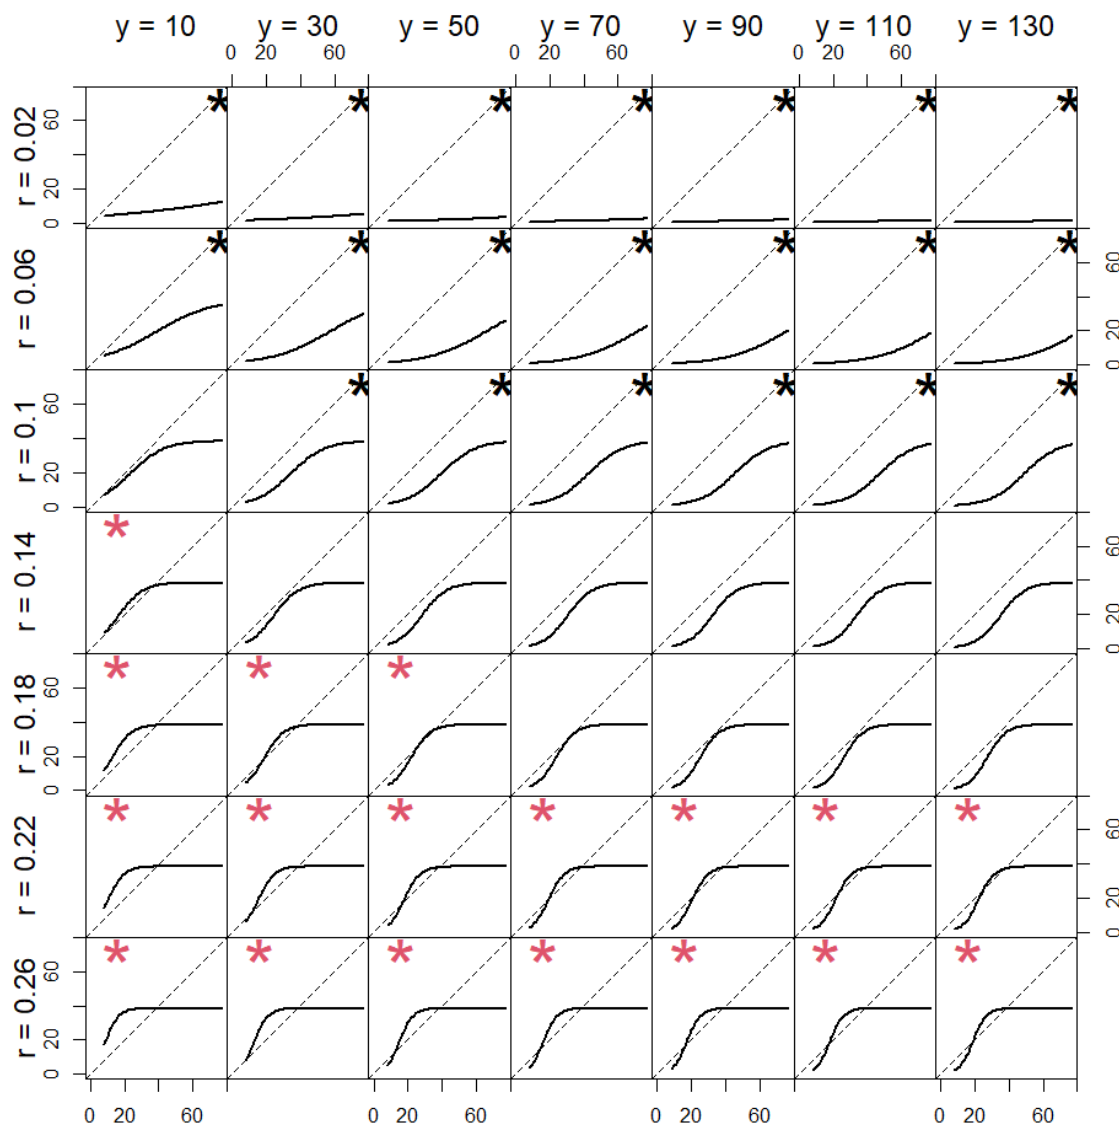 y = 10 y = 30 y = 50 y = 70 y = 90 y = 110 y = 130
0 20 60 0 20 60 0 20 60
r = 0.02 0 20 60 * * * * * * *
r = 0.06 * * * * * * * 0 20 60
r = 0.1 0 20 60 * * * * * *
r = 0.14 * 0 20 60
r = 0.18 0 20 60 * * *
r = 0.22 * * * * * * * 0 20 60
r = 0.26 0 20 60 * * * * * * *
0 20 60 0 20 60 0 20 60 0 20 60